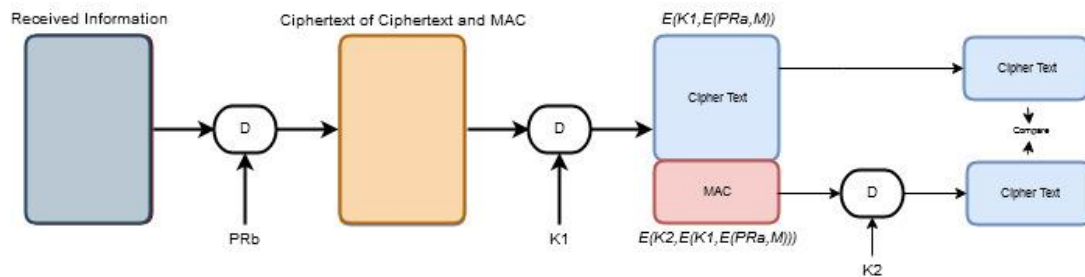 Received Information
Ciphertext of Ciphertext and MAC
E(K1,E(PRa,M))
Cipher Text
Cipher Text
D
D
Compare
MAC
D
Cipher Text
PRb
K1
E(K2,E(K1,E(PRa,M)))
K2